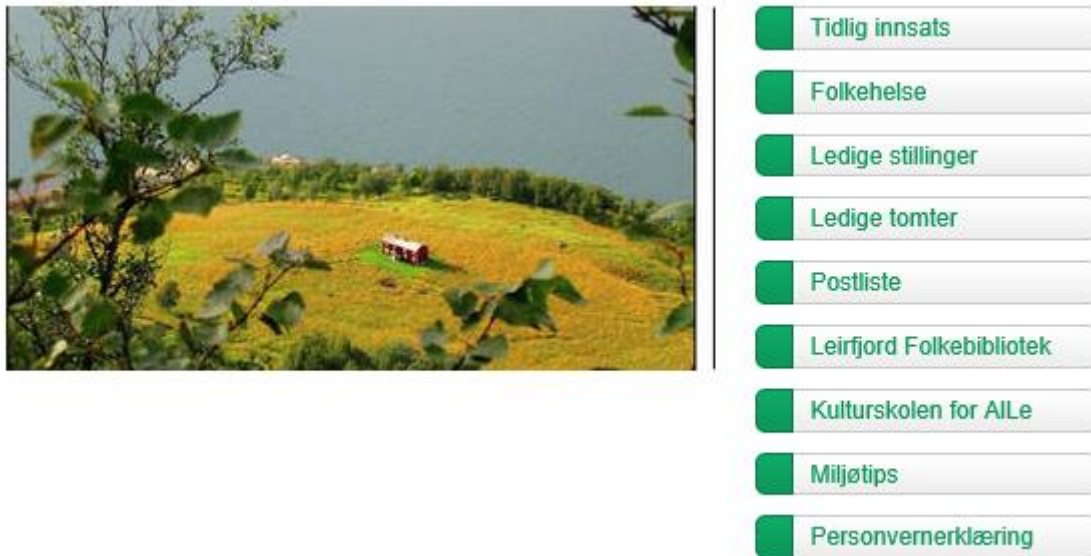 Tidlig innsats
Folkehelse
Ledige stillinger
Ledige tomter
Postliste
Leirfjord Folkebibliotek
Kulturskolen for AlLe
Miljøtips
Personvernerklæring